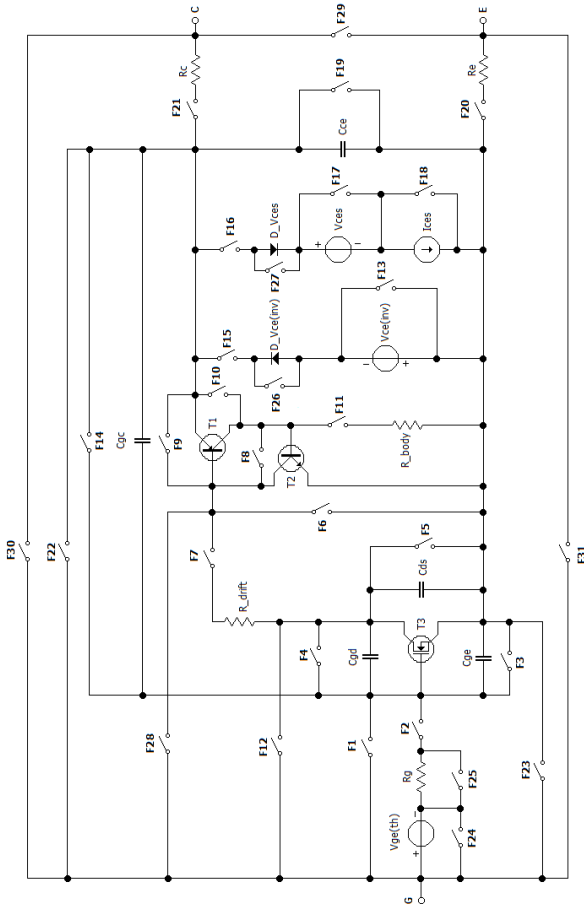 C
E
F29
Rc
Re
F21
F19
F20
Cce
F17
F18
F16
D_Vces
Vces
Ices
+
−
F27
F13
F15
D_Vce(inv)
Vce(inv)
−
+
F26
F10
T1
F14
Cgc
F9
F8
F11
T2
R_body
F30
F22
F6
F31
F7
F5
R_drift
Cds
T3
F4
Cgd
Cge
F3
F28
F12
F1
F2
F23
Rg
F25
Vge(th)
−
+
F24
G